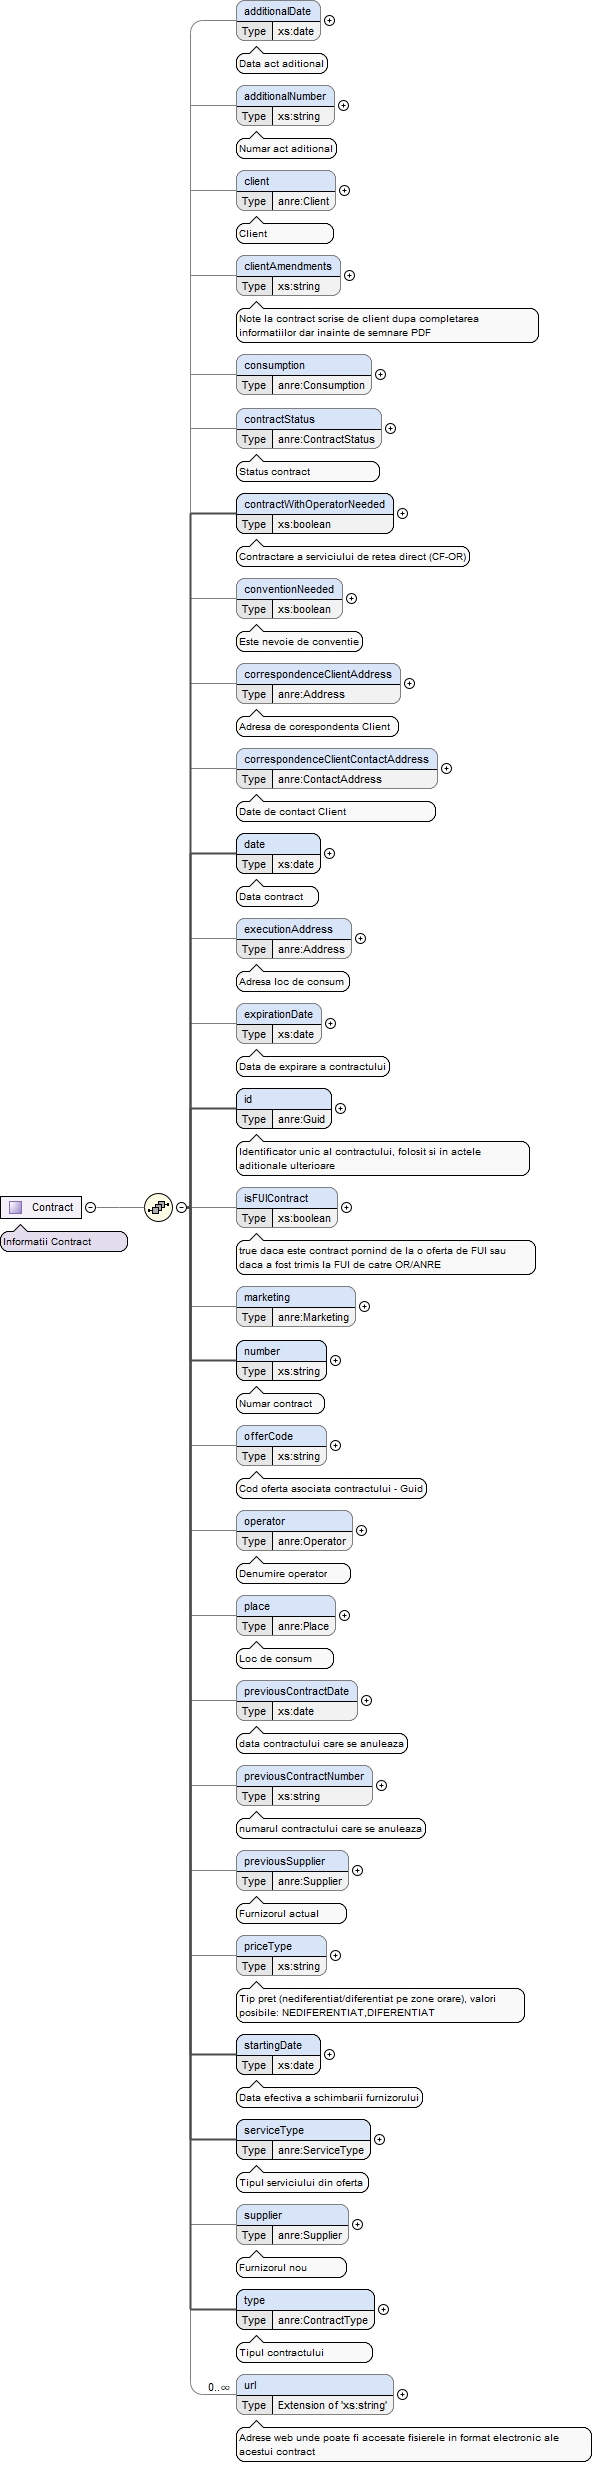 additionalDate
Type xs:date
Data act aditional
additionalNumber
Type xs:string
Numar act aditional
client
Type anre:Client
Client
clientAmendments
Type xs:string
Note la contract scrise de client dupa completarea
informatiilor dar inainte de semnare PDF
consumption
Type anre:Consumption
contractStatus
Type anre:ContractStatus
Status contract
contractWithOperatorNeeded
Type xs:boolean
Contractare a serviciului de retea direct (CF-OR)
conventionNeeded
Type xs:boolean
Este nevoie de conventie
correspondenceClientAddress
Type anre:Address
Adresa de corespondenta Client
correspondenceClientContactAddress
Type anre:ContactAddress
Date de contact Client
date
Type xs:date
Data contract
executionAddress
Type anre:Address
Adresa loc de consum
expirationDate
Type xs:date
Data de expirare a contractului
id
Type anre:Guid
Identificator unic al contractului, folosit si in actele
aditionale ulterioare
Contract
Informatii Contract
isFUIContract
Type xs:boolean
true daca este contract pornind de la o oferta de FUI sau
daca a fost trimis la FUI de catre OR/ANRE
marketing
Type anre:Marketing
number
Type xs:string
Numar contract
offerCode
Type xs:string
Cod oferta asociata contractului - Guid
operator
Type anre:Operator
Denumire operator
place
Type anre:Place
Loc de consum
previousContractDate
Type xs:date
data contractului care se anuleaza
previousContractNumber
Type xs:string
numarul contractului care se anuleaza
previousSupplier
Type anre:Supplier
Furnizorul actual
priceType
Type xs:string
Tip pret (nediferentiat/diferentiat pe zone orare), valori
posibile: NEDIFERENTIAT,DIFERENTIAT
startingDate
Type xs:date
Data efectiva a schimbarii furnizorului
serviceType
Type anre:ServiceType
Tipul serviciului din oferta
supplier
Type anre:Supplier
Furnizorul nou
type
Type anre:ContractType
Tipul contractului
0..∞
url
Type Extension of 'xs:string'
Adrese web unde poate fi accesate fisierele in format electronic ale
acestui contract